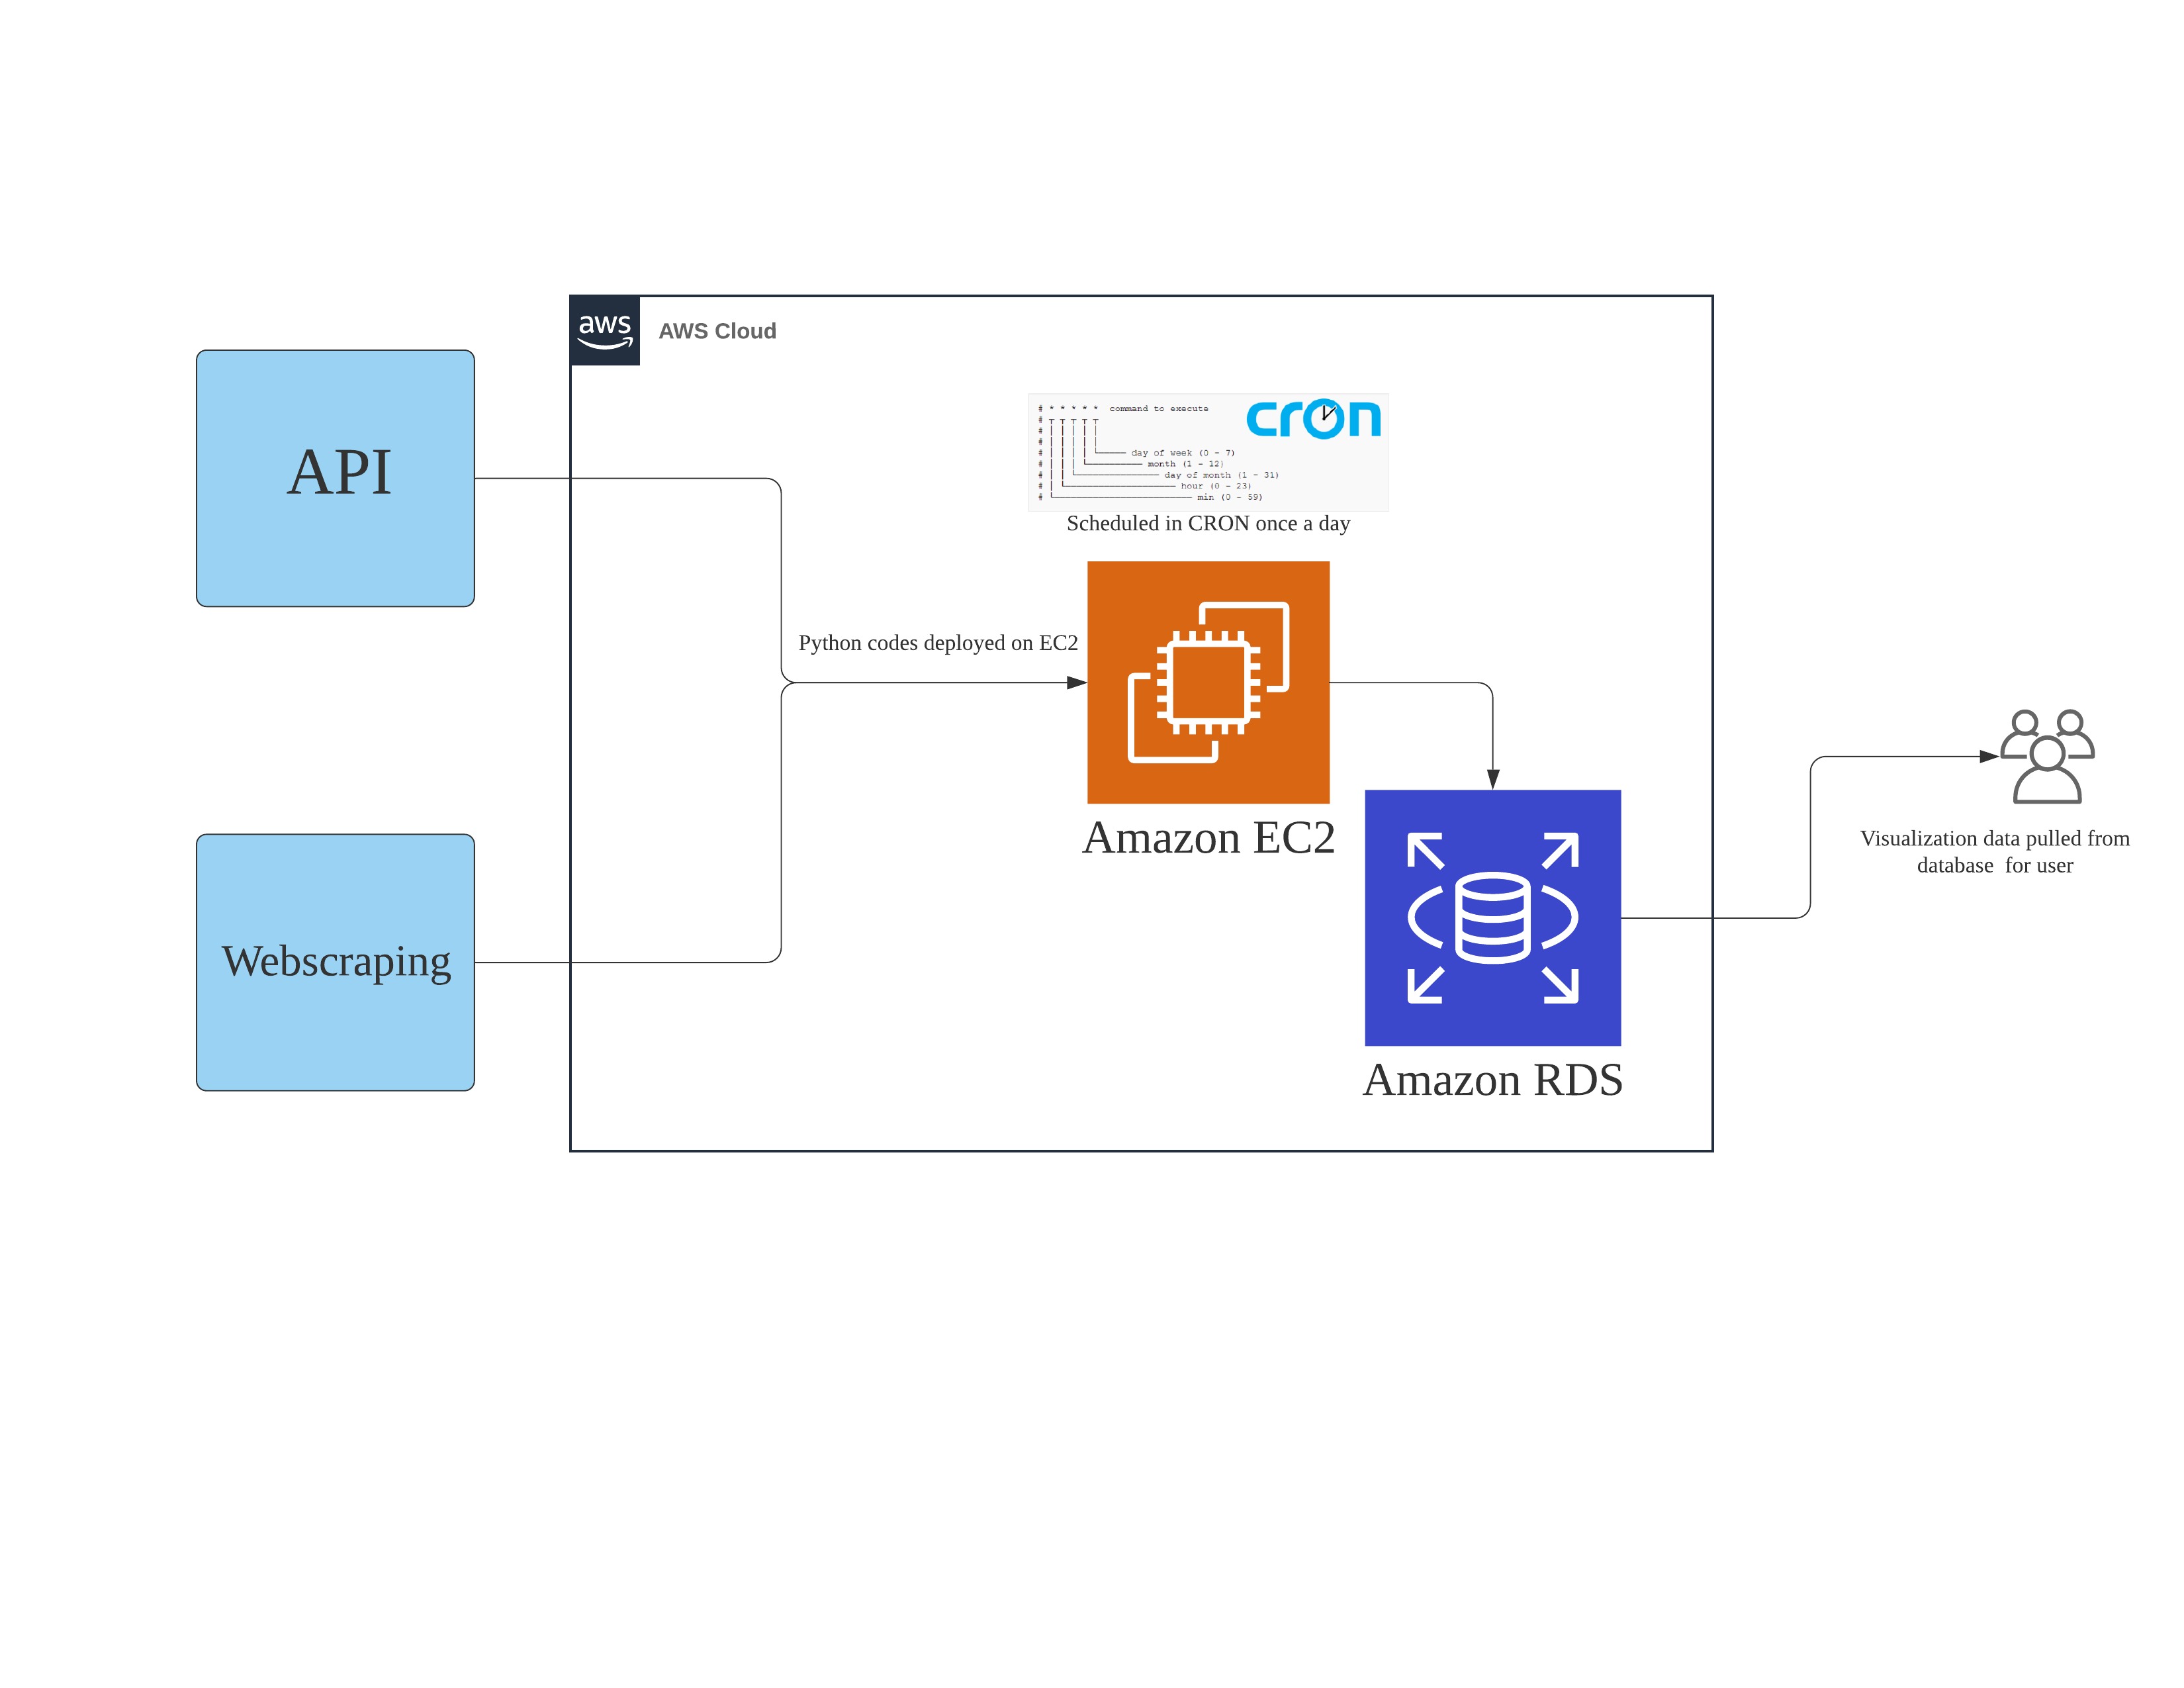 aws
AWS Cloud
API
# * * * * * command to execute
cron
#
#
#
# day of week (0 - 7)
# month (1 - 12)
# day of month (1 - 31)
# hour (0 - 23)
# min (0 - 59)
Scheduled in CRON once a day
Python codes deployed on EC2
Amazon EC2
Webscraping
Visualization data pulled from
database for user
Amazon RDS